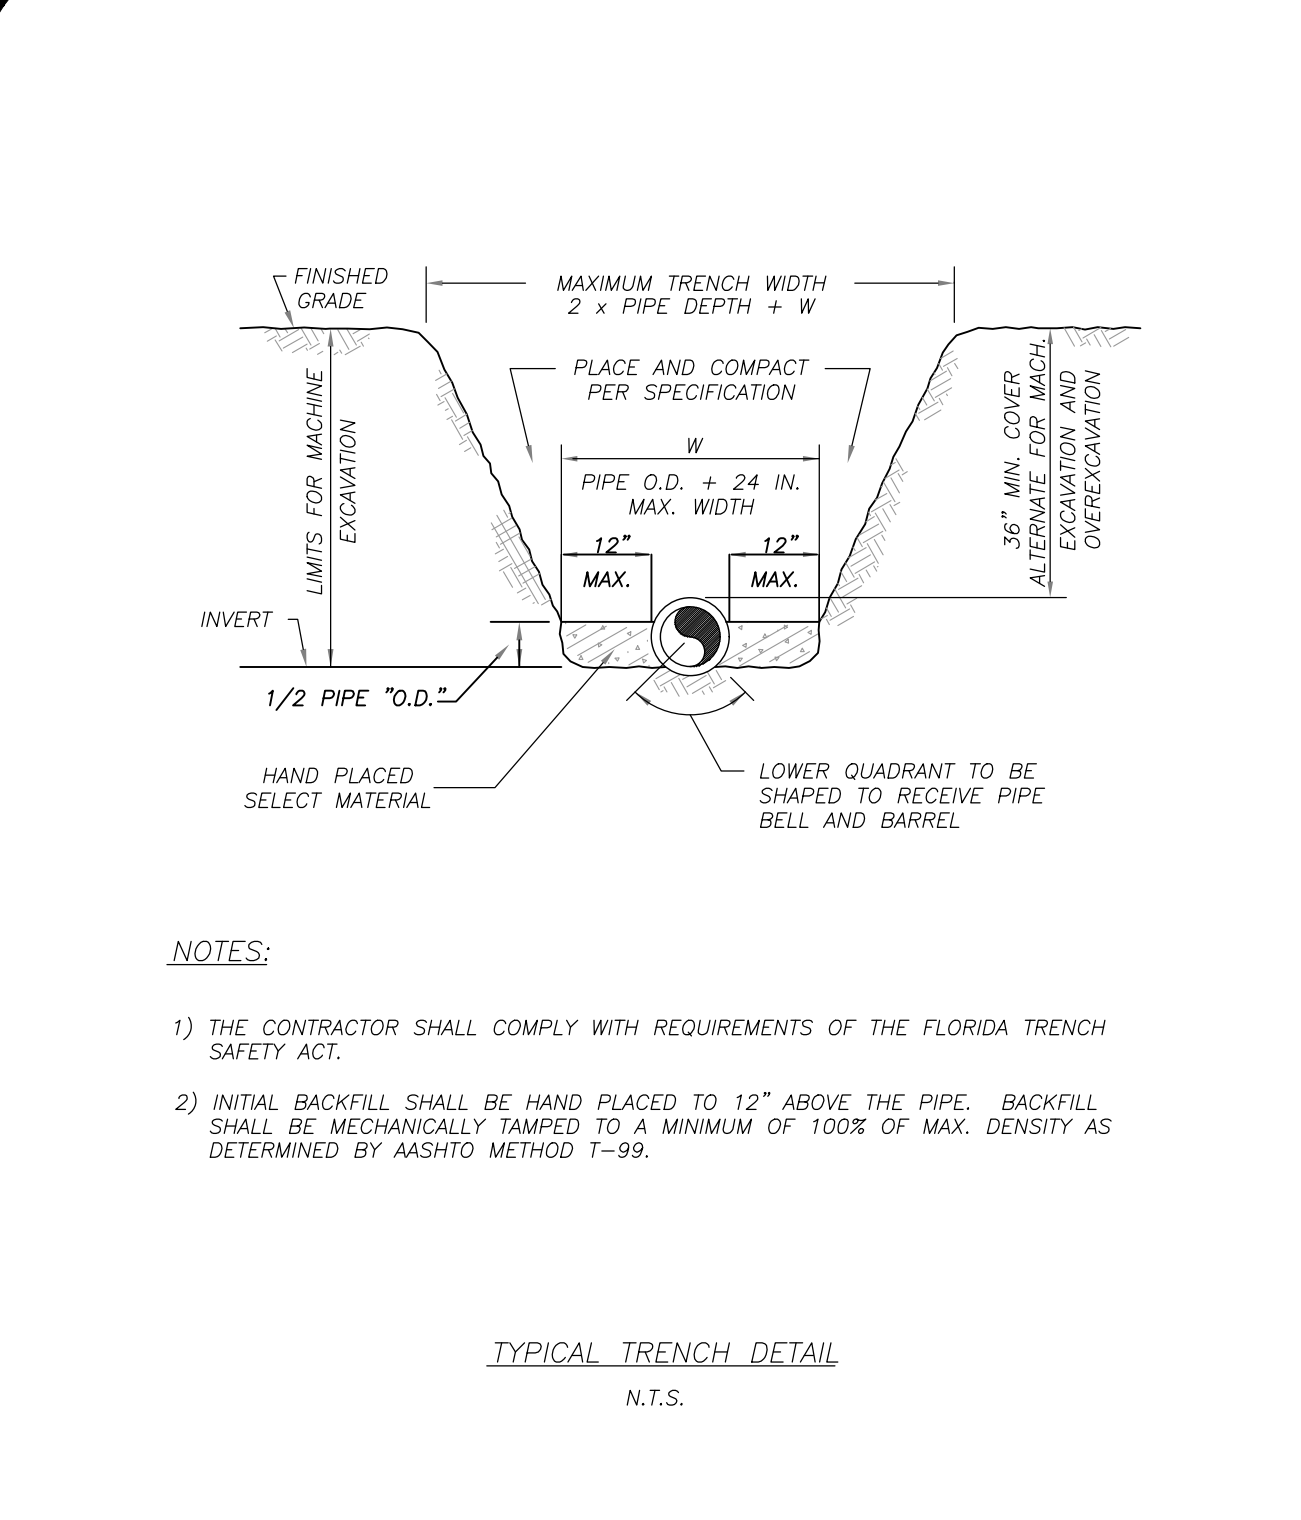 FINISHED
GRADE
MAXIMUM TRENCH WIDTH
2 x PIPE DEPTH + W
PLACE AND COMPACT
PER SPECIFICATION
W
PIPE O.D. + 24 IN.
MAX. WIDTH
12"
MAX.
12"
MAX.
LIMITS FOR MACHINE
EXCAVATION
36" MIN. COVER
ALTERNATE FOR MACH.
EXCAVATION AND
OVEREXCAVATION
INVERT
1/2 PIPE "O.D."
HAND PLACED
SELECT MATERIAL
LOWER QUADRANT TO BE
SHAPED TO RECEIVE PIPE
BELL AND BARREL
NOTES:
1) THE CONTRACTOR SHALL COMPLY WITH REQUIREMENTS OF THE FLORIDA TRENCH
SAFETY ACT.
2) INITIAL BACKFILL SHALL BE HAND PLACED TO 12" ABOVE THE PIPE. BACKFILL
SHALL BE MECHANICALLY TAMPED TO A MINIMUM OF 100% OF MAX. DENSITY AS
DETERMINED BY AASHTO METHOD T-99.
TYPICAL TRENCH DETAIL
N.T.S.